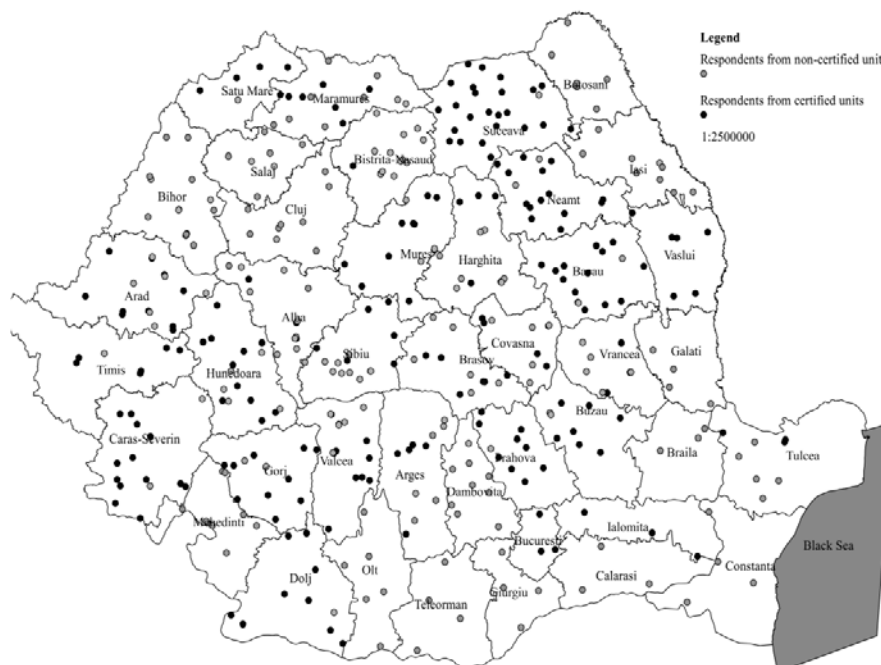 Legend
Respondents from non-certified unit
Respondents from certified units
1:2500000
Botosani
Satu Mare
Maramures
Suceava
Bistrita-Nasaud
Iasi
Salaj
Neamt
Bihor
Cluj
Mures
Harghita
Bacau
Vaslui
Arad
Alba
Covasna
Sibiu
Brasov
Vrancea
Galati
Timis
Hunedoara
Buzau
Caras-Severin
Braila
Tulcea
Valcea
Gorj
Arges
Prahova
Dambovita
Mehedinti
Ialomita
Bucuresti
Black Sea
Constanta
Olt
Calarasi
Dolj
Giurgiu
Teleorman